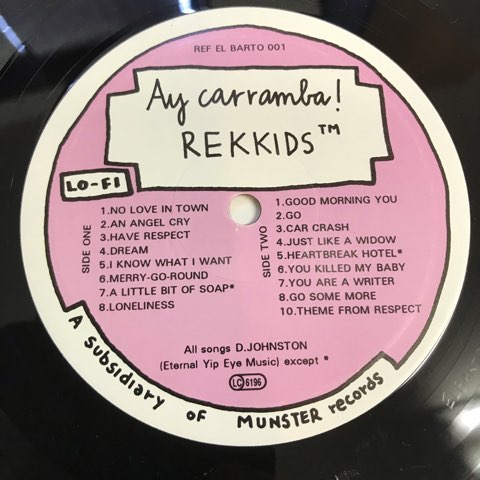 REF EL BARTO 001
Ay carramba!
REKKIDS™
LO-FI
SIDE ONE
1.NO LOVE IN TOWN
2.AN ANGEL CRY
3.HAVE RESPECT
4.DREAM
5.I KNOW WHAT I WANT
6.MERRY-GO-ROUND
7.A LITTLE BIT OF SOAP*
8.LONELINESS
SIDE TWO
1.GOOD MORNING YOU
2.GO
3.CAR CRASH
4.JUST LIKE A WIDOW
5.HEARTBREAK HOTEL*
6.YOU KILLED MY BABY
7.YOU ARE A WRITER
8.GO SOME MORE
10.THEME FROM RESPECT
All songs D.JOHNSTON
(Eternal Yip Eye Music) except *
LC 6196
A subsidiary OF MUNSTER records